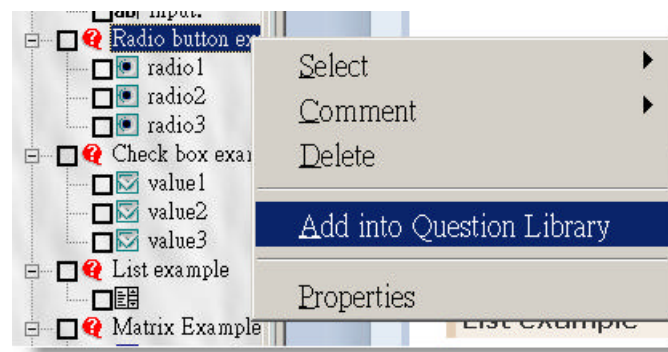 ab| input.
Radio button ex
radio1
radio2
radio3
Check box exa
value1
value2
value3
List example
Matrix Example
Select
Comment
Delete
Add into Question Library
Properties
List example